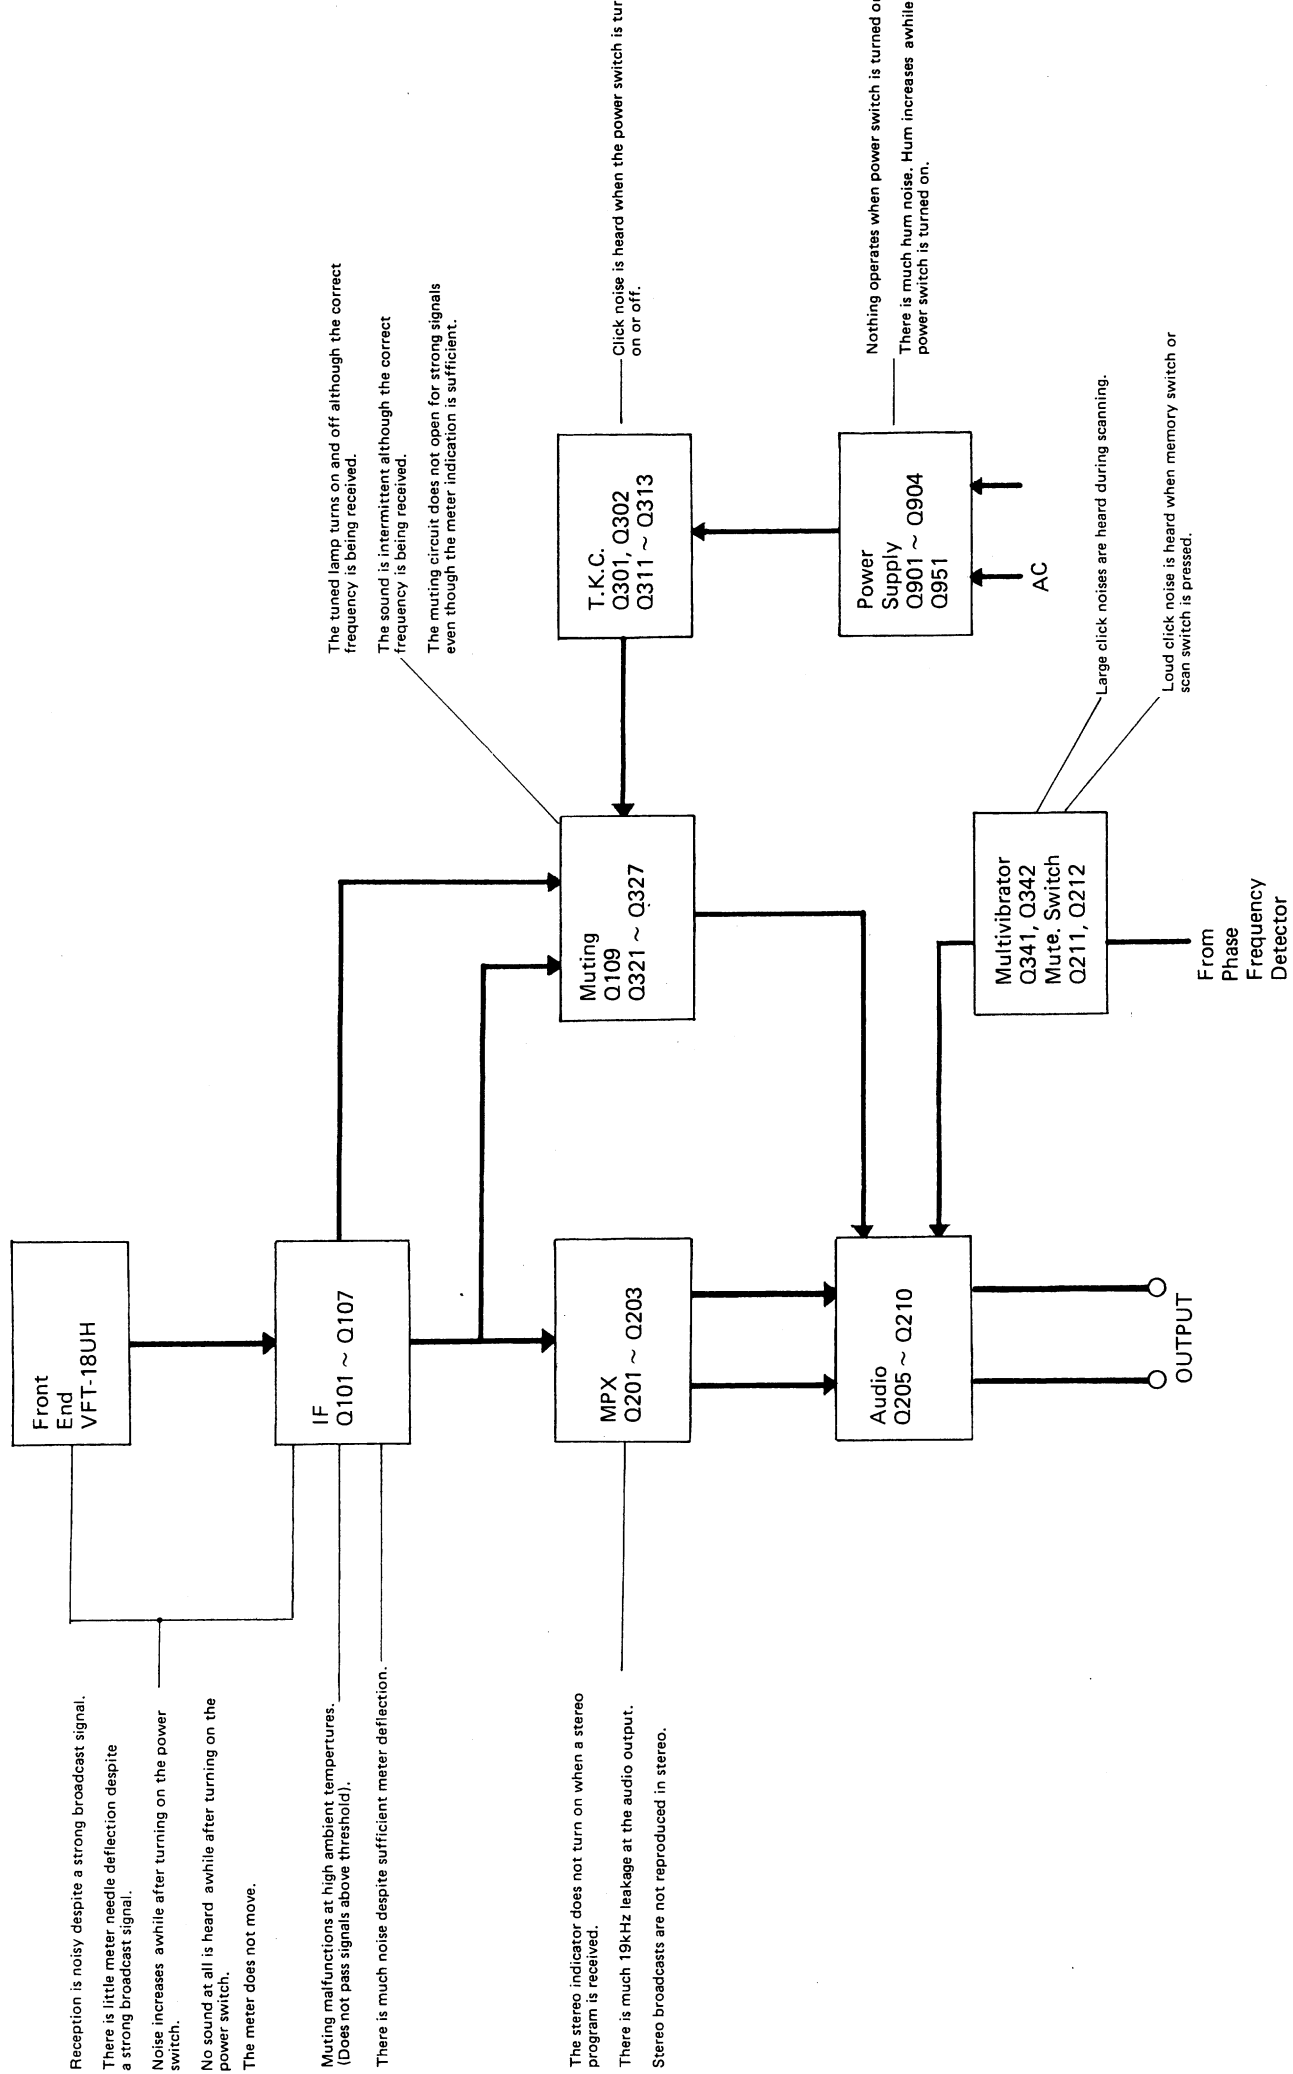 Reception is noisy despite a strong broadcast signal.
There is little meter needle deflection despite
a strong broadcast signal.
Noise increases awhile after turning on the power
switch.
No sound at all is heard awhile after turning on the
power switch.
The meter does not move.
Muting malfunctions at high ambient tempertures.
(Does not pass signals above threshold).
There is much noise despite sufficient meter deflection.
The stereo indicator does not turn on when a stereo
program is received.
There is much 19kHz leakage at the audio output.
Stereo broadcasts are not reproduced in stereo.
Front
End
VFT-18UH
IF
Q101 ~ Q107
MPX
Q201 ~ Q203
Audio
Q205 ~ Q210
OUTPUT
Muting
Q109
Q321 ~ Q327
Multivibrator
Q341, Q342
Mute. Switch
Q211, Q212
From
Phase
Frequency
Detector
The tuned lamp turns on and off although the correct
frequency is being received.
The sound is intermittent although the correct
frequency is being received.
The muting circuit does not open for strong signals
even though the meter indication is sufficient.
T.K.C.
Q301, Q302
Q311 ~ Q313
Power
Supply
Q901 ~ Q904
Q951
AC
Large click noises are heard during scanning.
Loud click noise is heard when memory switch or
scan switch is pressed.
Click noise is heard when the power switch is tur
on or off.
Nothing operates when power switch is turned
There is much hum noise. Hum increases awhile
power switch is turned on.